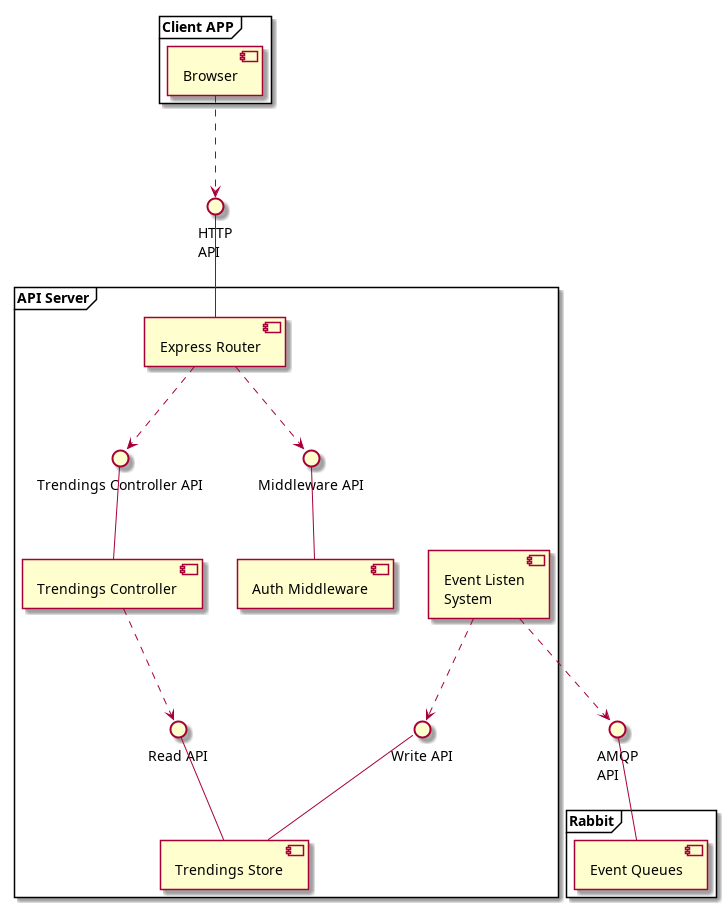 Client APP
Browser
HTTP
API
API Server
Express Router
Trendings Controller API
Middleware API
Trendings Controller
Auth Middleware
Event Listen
System
Read API
Write API
AMQP
API
Rabbit
Trendings Store
Event Queues